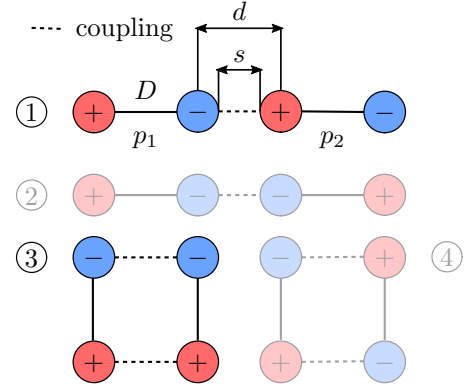 d
coupling
s
① + D − + −
p₁ p₂
② + − − +
③ − − − + ④
+ + + −